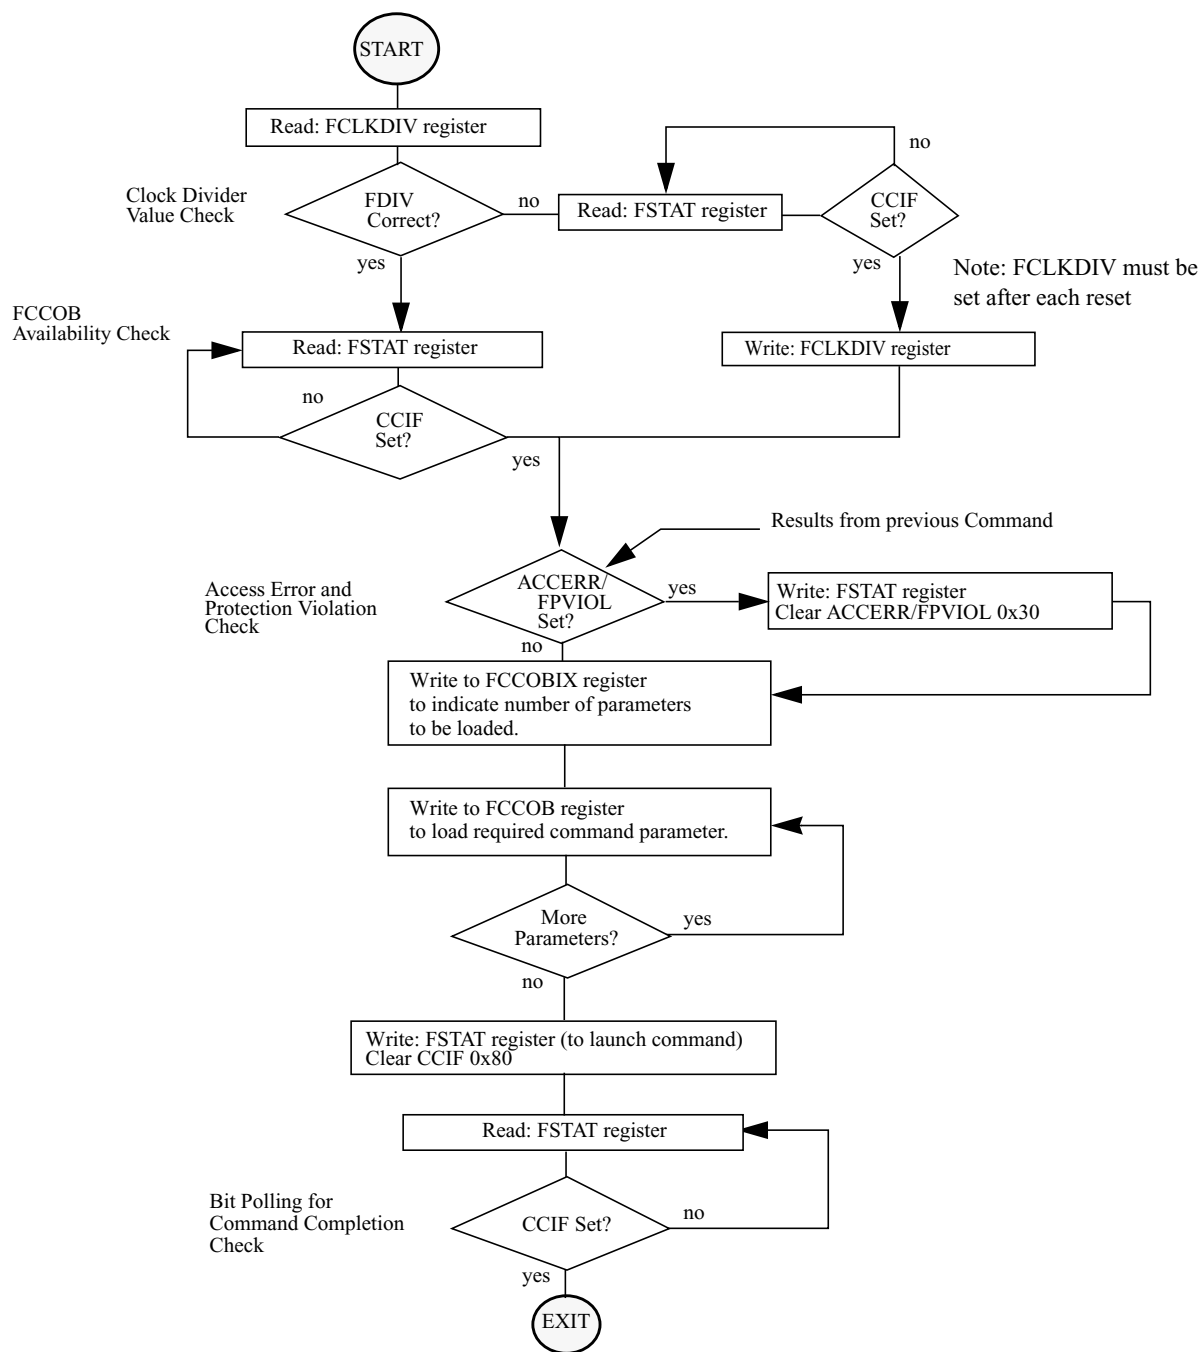 START
Read: FCLKDIV register
no
Clock Divider
Value Check
FDIV
Correct?
no
Read: FSTAT register
CCIF
Set?
yes
yes
Note: FCLKDIV must be
set after each reset
FCCOB
Availability Check
Read: FSTAT register
Write: FCLKDIV register
no
CCIF
Set?
yes
Results from previous Command
Access Error and
Protection Violation
Check
ACCERR/
FPVIOL
Set?
yes
Write: FSTAT register
Clear ACCERR/FPVIOL 0x30
no
Write to FCCOBIX register
to indicate number of parameters
to be loaded.
Write to FCCOB register
to load required command parameter.
More
Parameters?
yes
no
Write: FSTAT register (to launch command)
Clear CCIF 0x80
Read: FSTAT register
Bit Polling for
Command Completion
Check
CCIF Set?
no
yes
EXIT